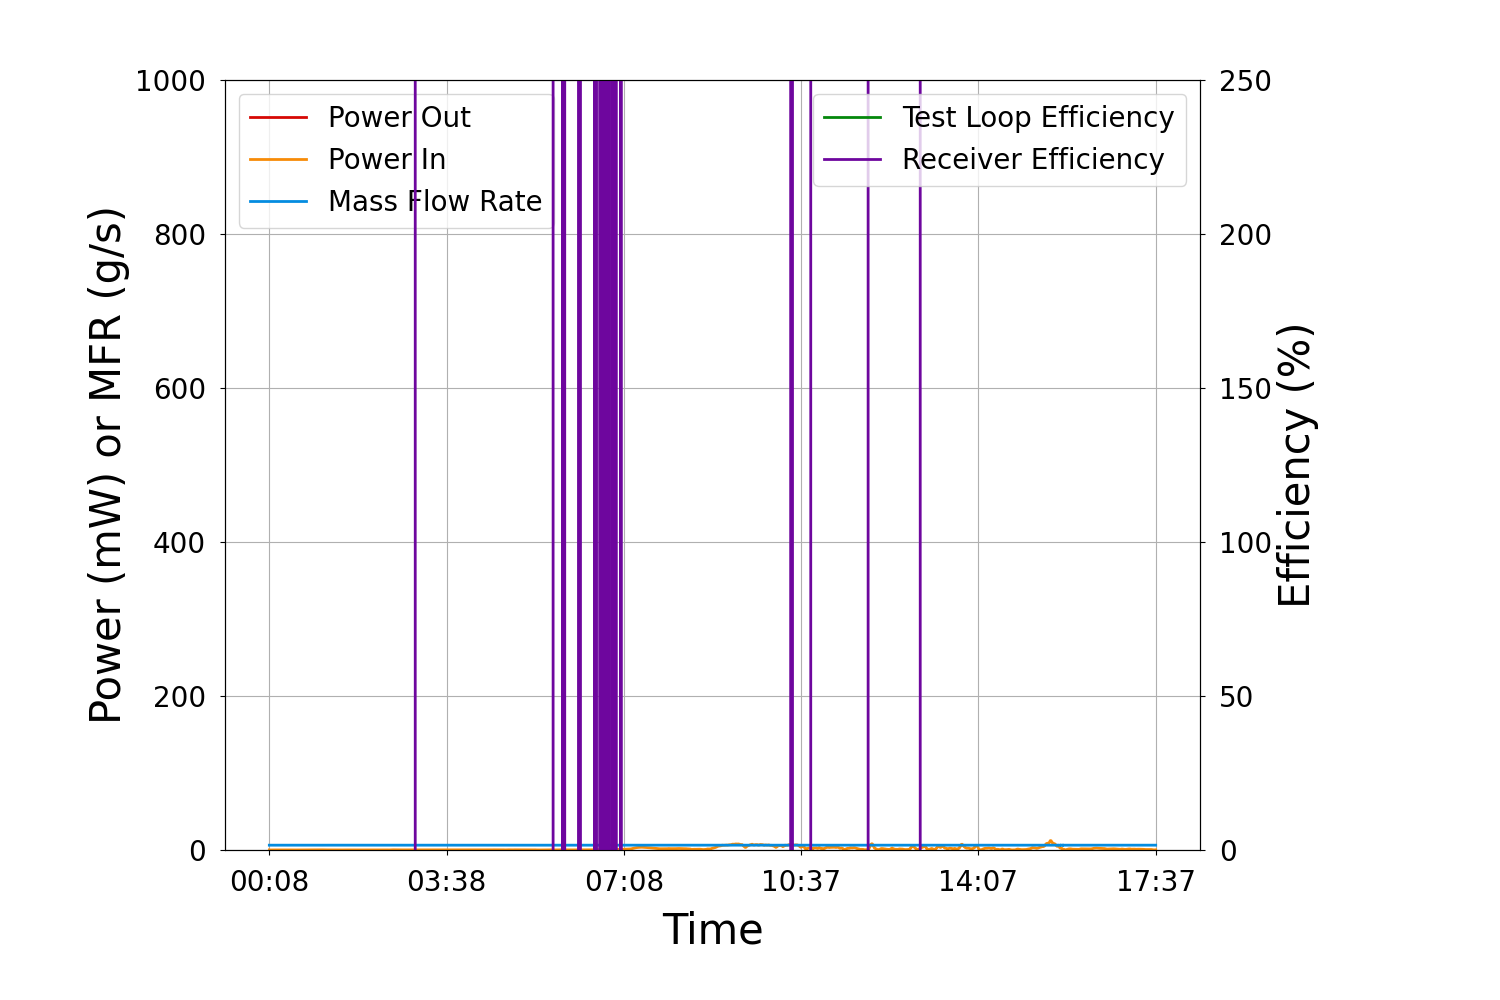 Power Out
Power In
Mass Flow Rate
Test Loop Efficiency
Receiver Efficiency
1000
800
600
400
200
0
Power (mW) or MFR (g/s)
250
200
150
100
50
0
Efficiency (%)
00:08 03:38 07:08 10:37 14:07 17:37
Time